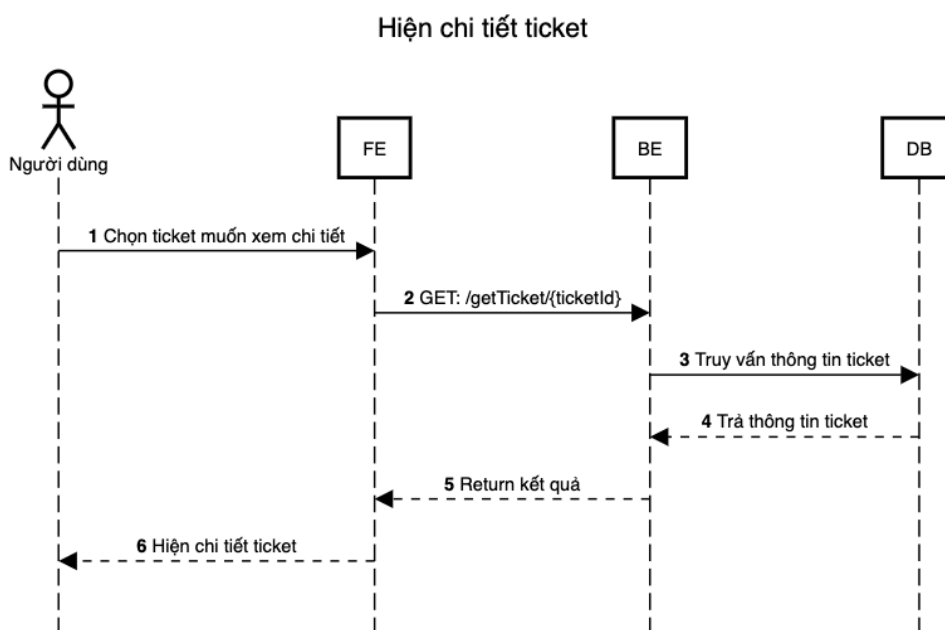 Hiện chi tiết ticket
Người dùng
FE
BE
DB
1 Chọn ticket muốn xem chi tiết
2 GET: /getTicket/{ticketId}
3 Truy vấn thông tin ticket
4 Trả thông tin ticket
5 Return kết quả
6 Hiện chi tiết ticket